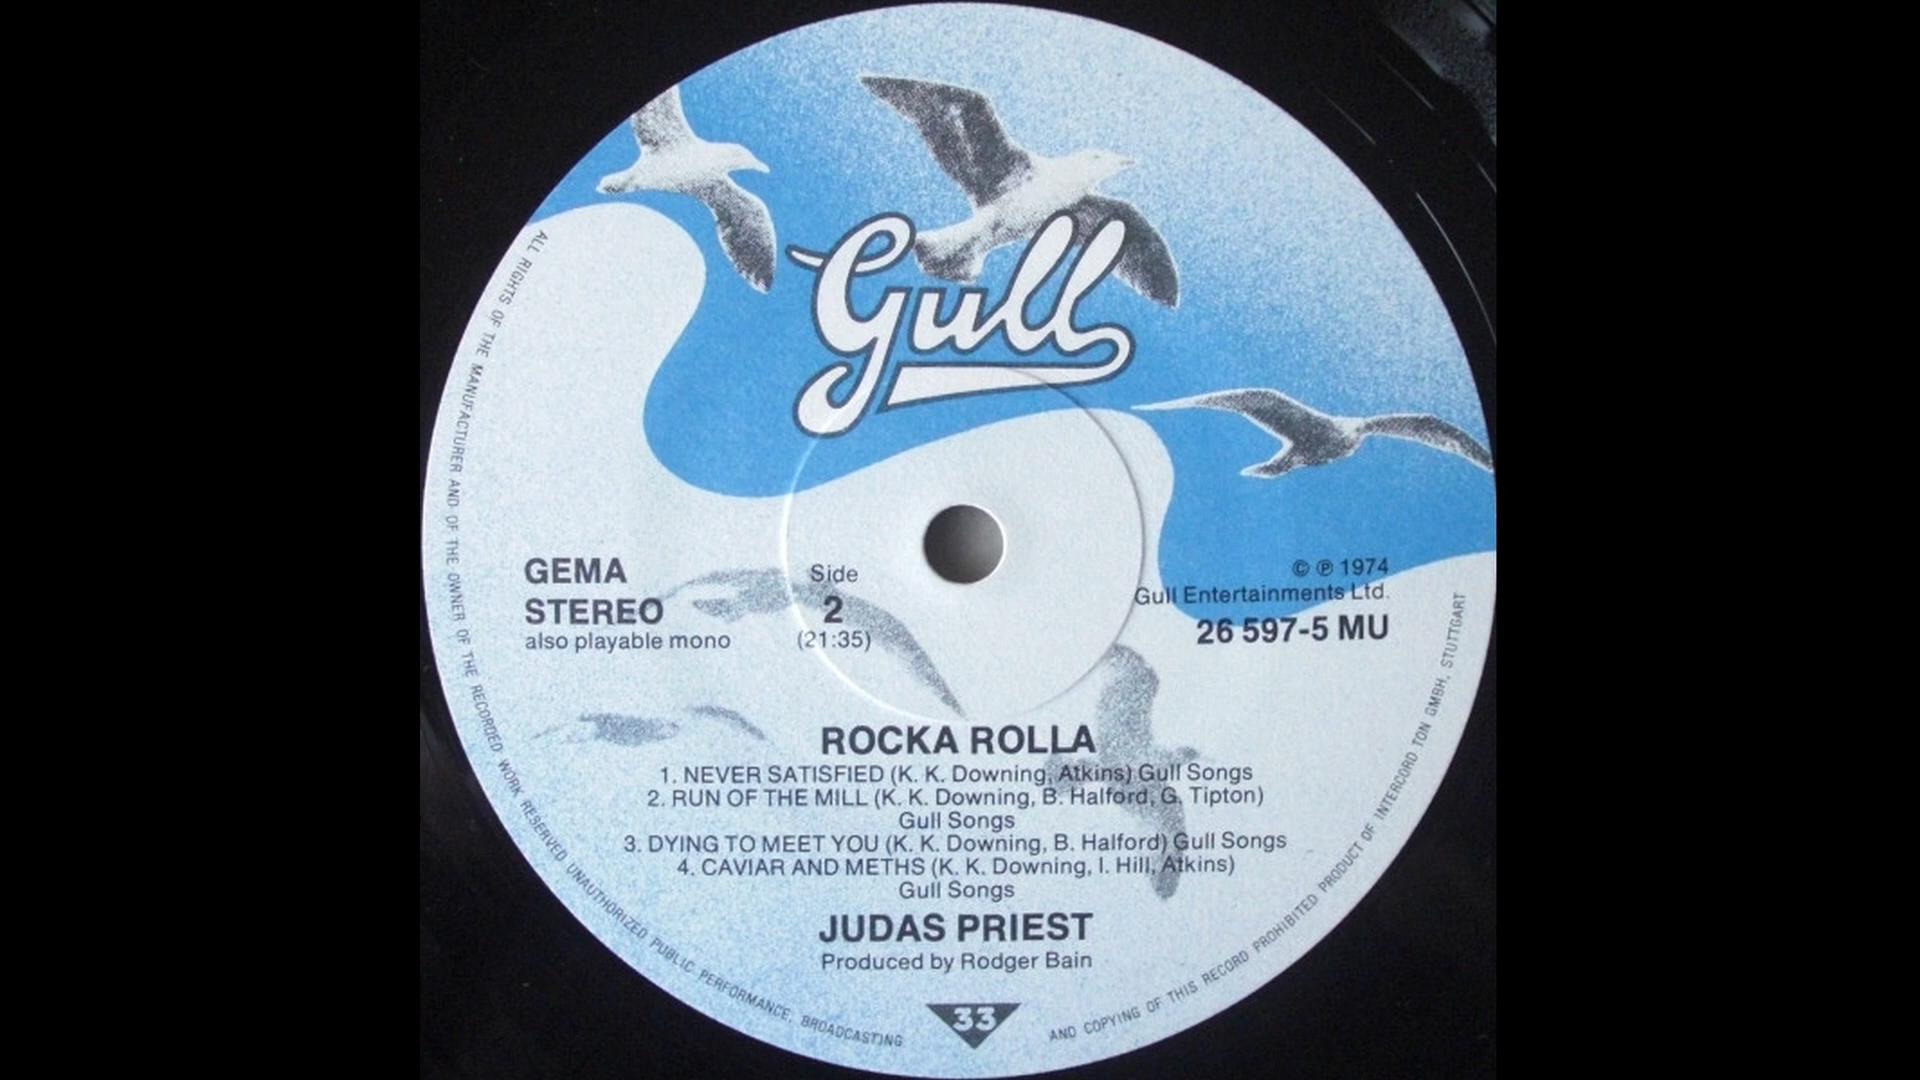 Gull
GEMA
STEREO
also playable mono
Side
2
(21:35)
© ℗ 1974
Gull Entertainments Ltd.
26 597-5 MU
ROCKA ROLLA
1. NEVER SATISFIED (K. K. Downing, Atkins) Gull Songs
2. RUN OF THE MILL (K. K. Downing, B. Halford, G. Tipton)
Gull Songs
3. DYING TO MEET YOU (K. K. Downing, B. Halford) Gull Songs
4. CAVIAR AND METHS (K. K. Downing, I. Hill, Atkins)
Gull Songs
JUDAS PRIEST
Produced by Rodger Bain
33
ALL RIGHTS OF THE MANUFACTURER AND OF THE OWNER OF THE RECORDED WORK RESERVED UNAUTHORIZED PUBLIC PERFORMANCE, BROADCASTING AND COPYING OF THIS RECORD PROHIBITED PRODUCT OF INTERCORD TON GMBH, STUTTGART